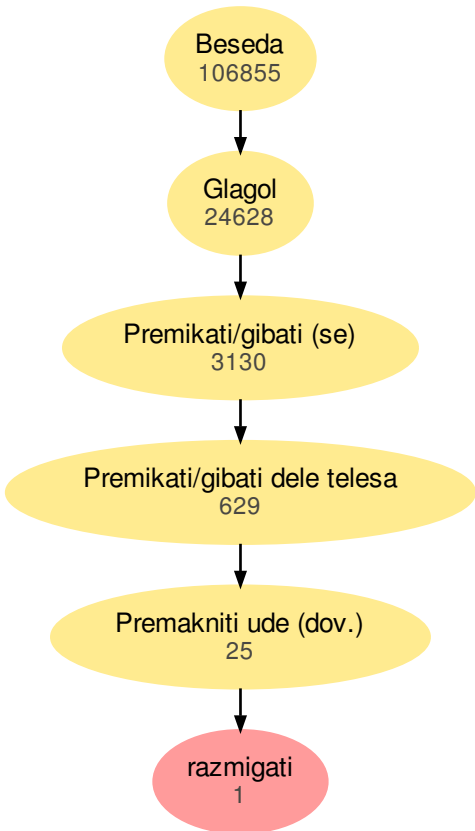 Beseda
106855
Glagol
24628
Premikati/gibati (se)
3130
Premikati/gibati dele telesa
629
Premakniti ude (dov.)
25
razmigati
1